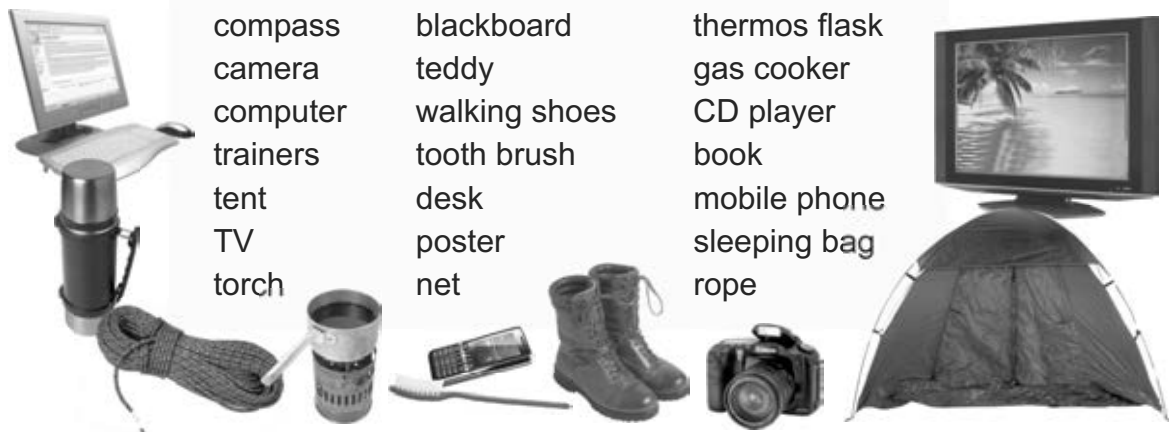 compass blackboard thermos flask
camera teddy gas cooker
computer walking shoes CD player
trainers tooth brush book
tent desk mobile phone
TV poster sleeping bag
torch net rope